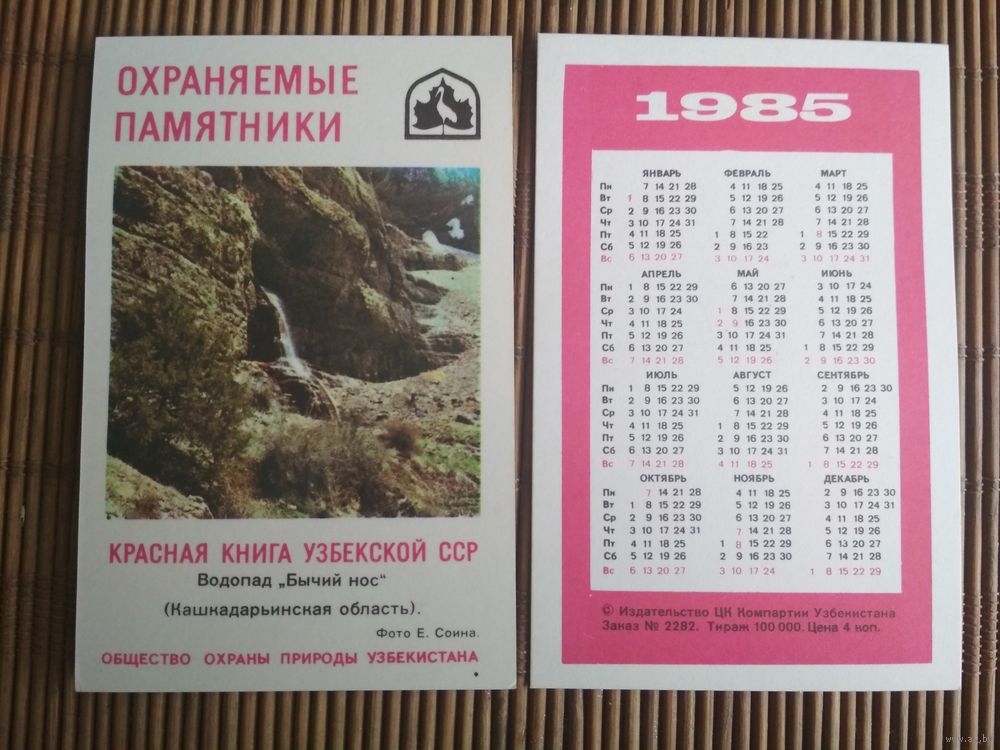 ОХРАНЯЕМЫЕ
ПАМЯТНИКИ
КРАСНАЯ КНИГА УЗБЕКСКОЙ ССР
Водопад „Бычий нос“
(Кашкадарьинская область).
Фото Е. Соина.
ОБЩЕСТВО ОХРАНЫ ПРИРОДЫ УЗБЕКИСТАНА
1985
ЯНВАРЬ ФЕВРАЛЬ МАРТ
Пн 7 14 21 28 4 11 18 25 4 11 18 25
Вт 1 8 15 22 29 5 12 19 26 5 12 19 26
Ср 2 9 16 23 30 6 13 20 27 6 13 20 27
Чт 3 10 17 24 31 7 14 21 28 7 14 21 28
Пт 4 11 18 25 1 8 15 22 1 8 15 22 29
Сб 5 12 19 26 2 9 16 23 2 9 16 23 30
Вс 6 13 20 27 3 10 17 24 3 10 17 24 31
АПРЕЛЬ МАЙ ИЮНЬ
Пн 1 8 15 22 29 6 13 20 27 3 10 17 24
Вт 2 9 16 23 30 7 14 21 28 4 11 18 25
Ср 3 10 17 24 1 8 15 22 29 5 12 19 26
Чт 4 11 18 25 2 9 16 23 30 6 13 20 27
Пт 5 12 19 26 3 10 17 24 31 7 14 21 28
Сб 6 13 20 27 4 11 18 25 1 8 15 22 29
Вс 7 14 21 28 5 12 19 26 2 9 16 23 30
ИЮЛЬ АВГУСТ СЕНТЯБРЬ
Пн 1 8 15 22 29 5 12 19 26 2 9 16 23 30
Вт 2 9 16 23 30 6 13 20 27 3 10 17 24
Ср 3 10 17 24 31 7 14 21 28 4 11 18 25
Чт 4 11 18 25 1 8 15 22 29 5 12 19 26
Пт 5 12 19 26 2 9 16 23 30 6 13 20 27
Сб 6 13 20 27 3 10 17 24 31 7 14 21 28
Вс 7 14 21 28 4 11 18 25 1 8 15 22 29
ОКТЯБРЬ НОЯБРЬ ДЕКАБРЬ
Пн 7 14 21 28 4 11 18 25 2 9 16 23 30
Вт 1 8 15 22 29 5 12 19 26 3 10 17 24 31
Ср 2 9 16 23 30 6 13 20 27 4 11 18 25
Чт 3 10 17 24 31 7 14 21 28 5 12 19 26
Пт 4 11 18 25 1 8 15 22 29 6 13 20 27
Сб 5 12 19 26 2 9 16 23 30 7 14 21 28
Вс 6 13 20 27 3 10 17 24 1 8 15 22 29
© Издательство ЦК Компартии Узбекистана
Заказ № 2282. Тираж 100 000. Цена 4 коп.
www.ay.by